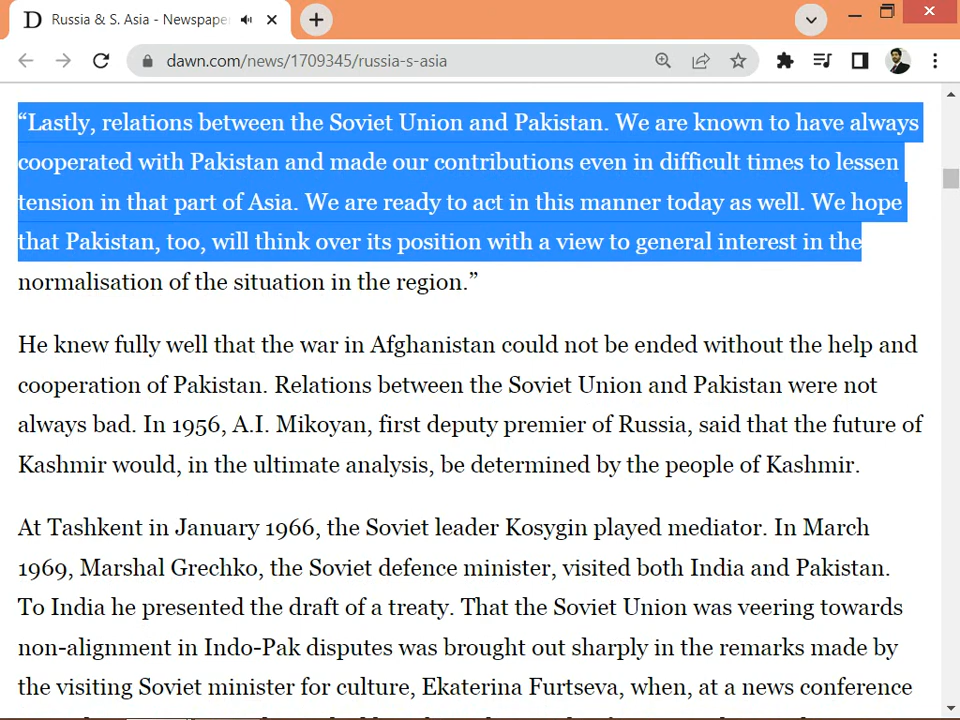 Russia & S. Asia - Newspape
dawn.com/news/1709345/russia-s-asia
“Lastly, relations between the Soviet Union and Pakistan. We are known to have always
cooperated with Pakistan and made our contributions even in difficult times to lessen
tension in that part of Asia. We are ready to act in this manner today as well. We hope
that Pakistan, too, will think over its position with a view to general interest in the
normalisation of the situation in the region.”
He knew fully well that the war in Afghanistan could not be ended without the help and
cooperation of Pakistan. Relations between the Soviet Union and Pakistan were not
always bad. In 1956, A.I. Mikoyan, first deputy premier of Russia, said that the future of
Kashmir would, in the ultimate analysis, be determined by the people of Kashmir.
At Tashkent in January 1966, the Soviet leader Kosygin played mediator. In March
1969, Marshal Grechko, the Soviet defence minister, visited both India and Pakistan.
To India he presented the draft of a treaty. That the Soviet Union was veering towards
non-alignment in Indo-Pak disputes was brought out sharply in the remarks made by
the visiting Soviet minister for culture, Ekaterina Furtseva, when, at a news conference